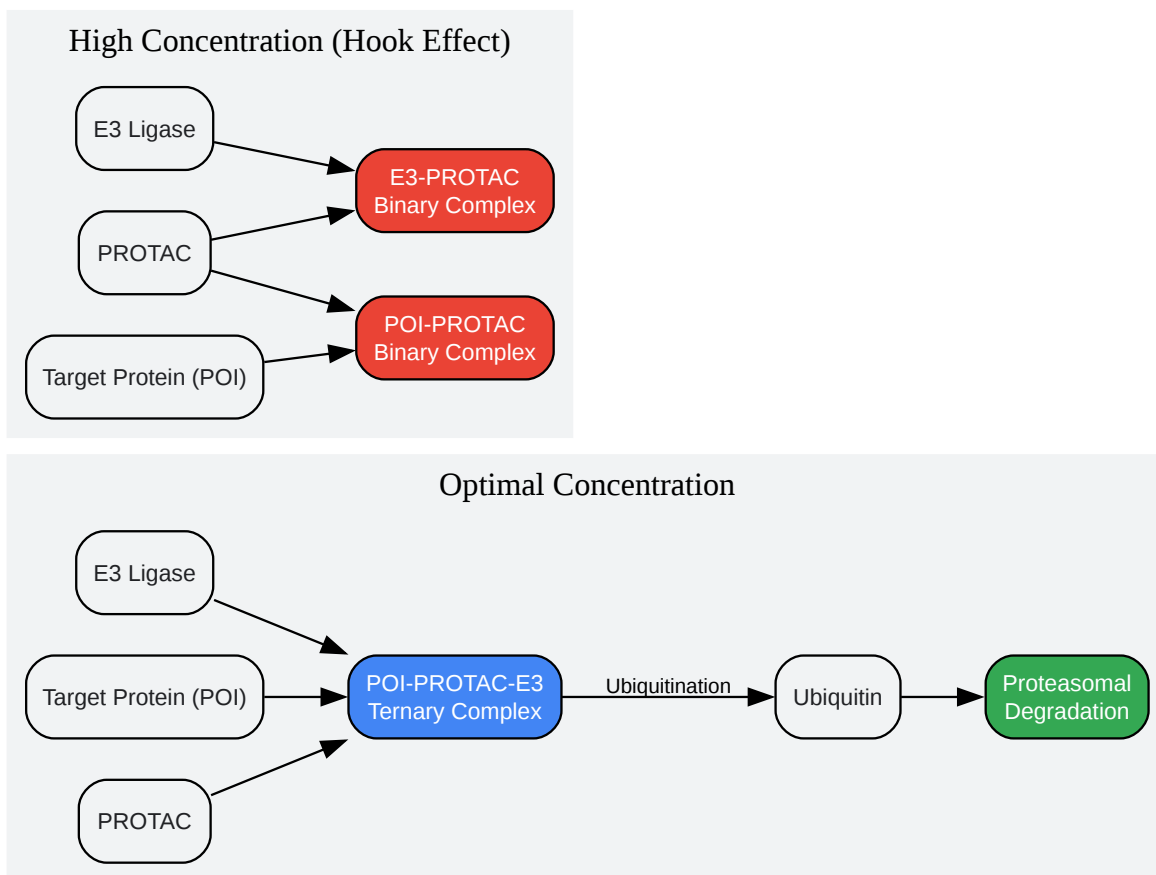 High Concentration (Hook Effect)
E3 Ligase
PROTAC
Target Protein (POI)
E3-PROTAC
Binary Complex
POI-PROTAC
Binary Complex
Optimal Concentration
E3 Ligase
Target Protein (POI)
PROTAC
POI-PROTAC-E3
Ternary Complex
Ubiquitination
Ubiquitin
Proteasomal
Degradation